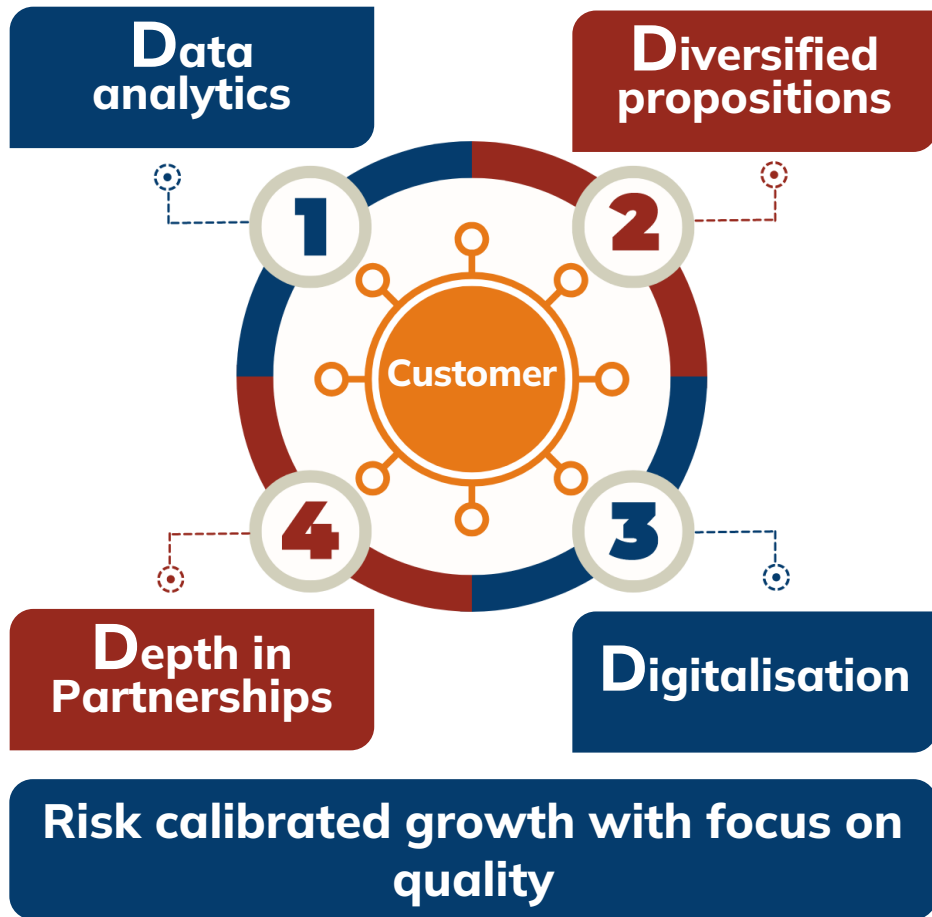 Data
analytics
Diversified
propositions
1
2
Customer
4
3
Depth in
Partnerships
Digitalisation
Risk calibrated growth with focus on
quality